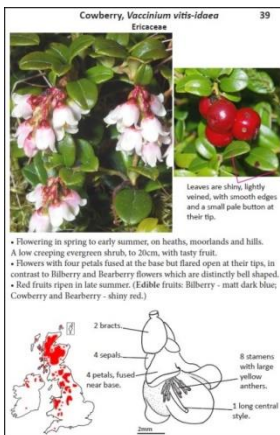 Cowberry, Vaccinium vitis-idaea 39
Ericaceae
Leaves are shiny, lightly
veined, with smooth edges
and a small pale button at
their tip.
• Flowering in spring to early summer, on heaths, moorlands and hills.
A low creeping evergreen shrub, to 20cm, with tasty fruit.
• Flowers with four petals fused at the base but flared open at their tips, in
contrast to Bilberry and Bearberry flowers which are distinctly bell shaped.
• Red fruits ripen in late summer. (Edible fruits: Bilberry - matt dark blue;
Cowberry and Bearberry - shiny red.)
2 bracts.
4 sepals.
4 petals, fused
near base.
8 stamens
with large
yellow
anthers.
1 long central
style.
2mm